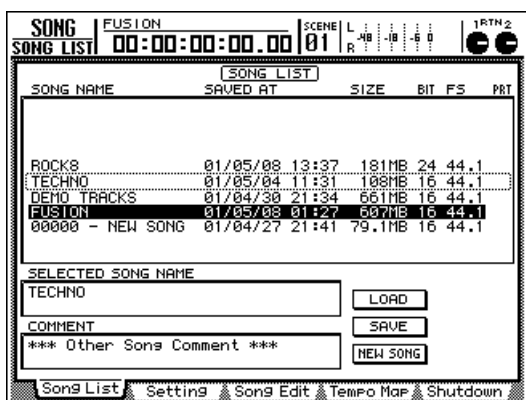 SONG FUSION SCENE L 1RTN2
SONG LIST 00:00:00:00.00 01 R -48 -18 -6 0
SONG LIST
SONG NAME SAVED AT SIZE BIT FS PRT
ROCK8 01/05/08 13:37 181MB 24 44.1
TECHNO 01/05/04 11:31 108MB 16 44.1
DEMO TRACKS 01/04/30 21:34 661MB 16 44.1
FUSION 01/05/08 01:27 607MB 16 44.1
00000 - NEW SONG 01/04/27 21:41 79.1MB 16 44.1
SELECTED SONG NAME
TECHNO
LOAD
COMMENT
SAVE
*** Other Song Comment ***
NEW SONG
Song List Setting Song Edit Tempo Map Shutdown